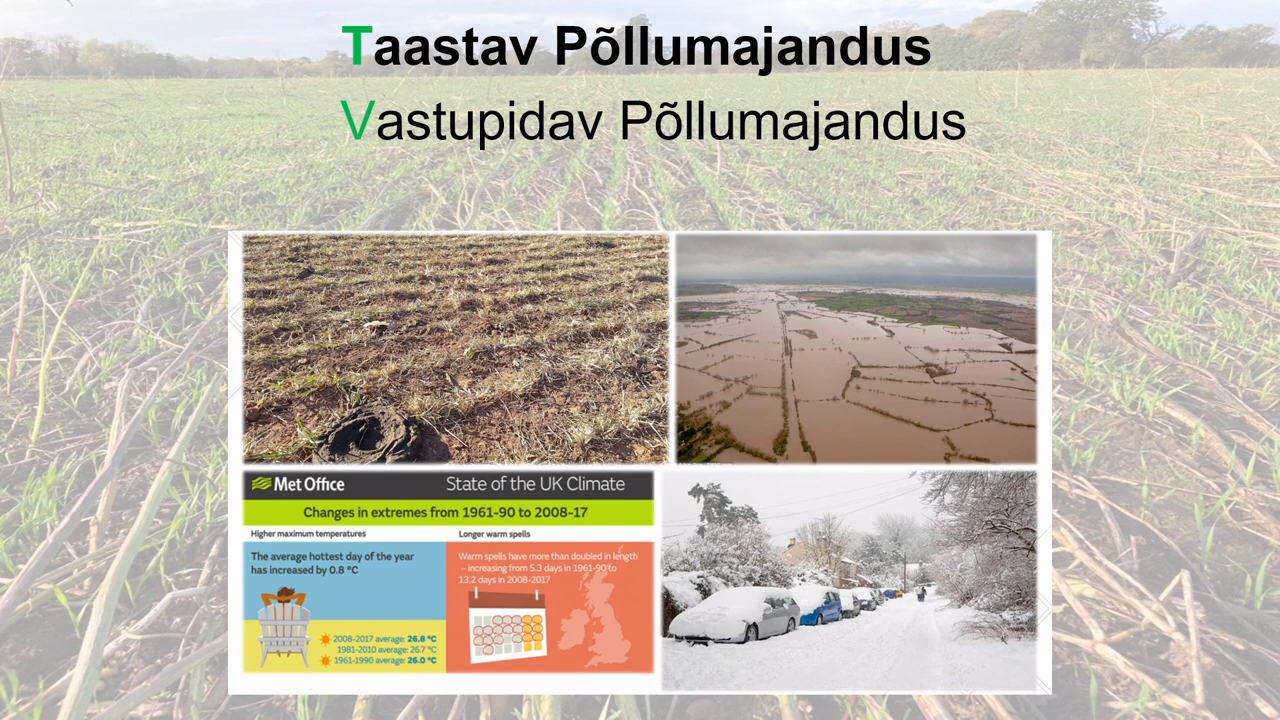 Taastav Põllumajandus
Vastupidav Põllumajandus
Met Office
State of the UK Climate
Changes in extremes from 1961-90 to 2008-17
Higher maximum temperatures
Longer warm spells
The average hottest day of the year
has increased by 0.8 °C
Warm spells have more than doubled in length
– increasing from 5.3 days in 1961-90 to
13.2 days in 2008-2017
2008-2017 average: 26.8 °C
1981-2010 average: 26.7 °C
1961-1990 average: 26.0 °C